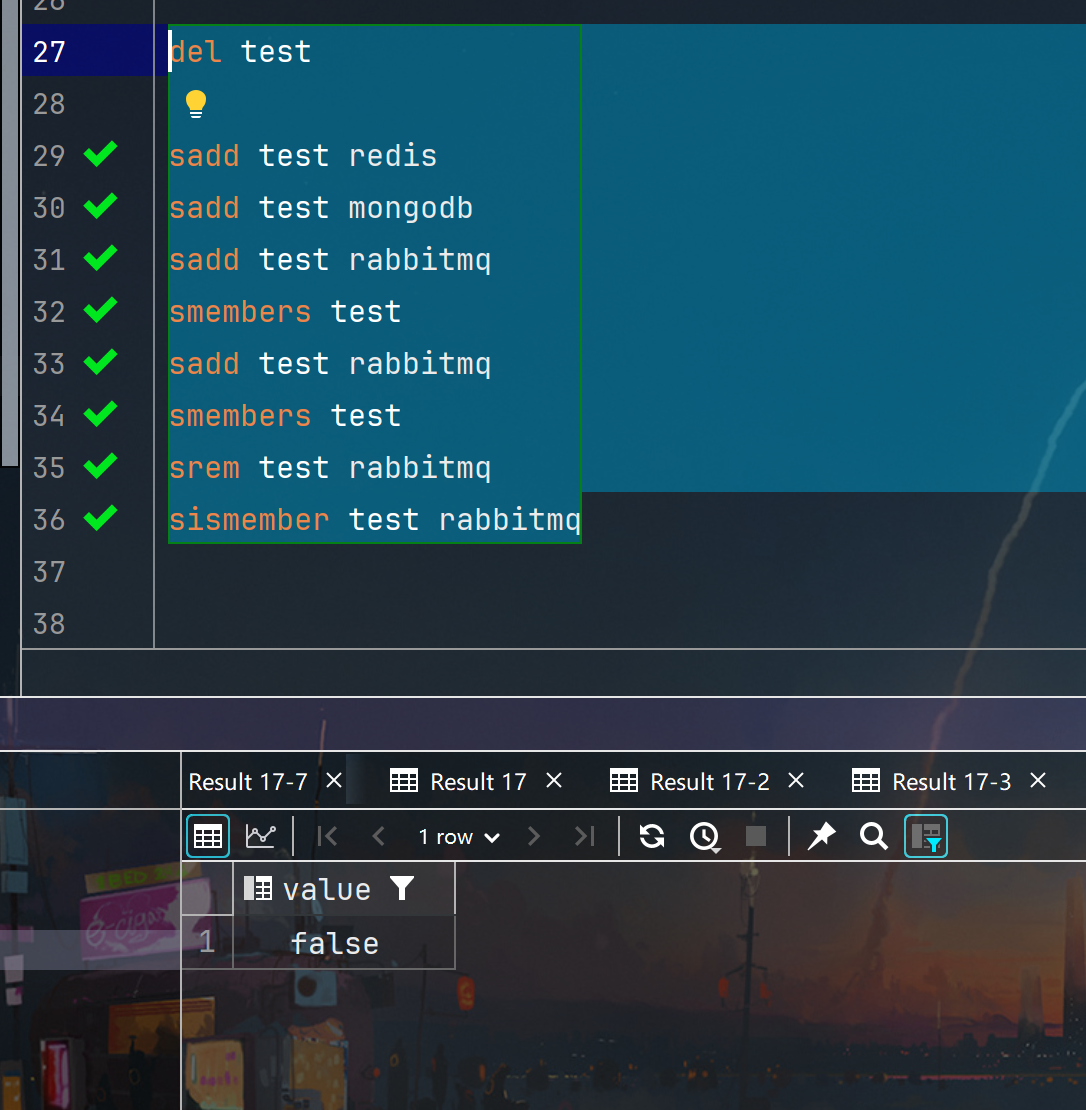 26
27 del test
28
29 sadd test redis
30 sadd test mongodb
31 sadd test rabbitmq
32 smembers test
33 sadd test rabbitmq
34 smembers test
35 srem test rabbitmq
36 sismember test rabbitmq
37
38
Result 17-7 Result 17 Result 17-2 Result 17-3
1 row
value
1 false
e-cigar